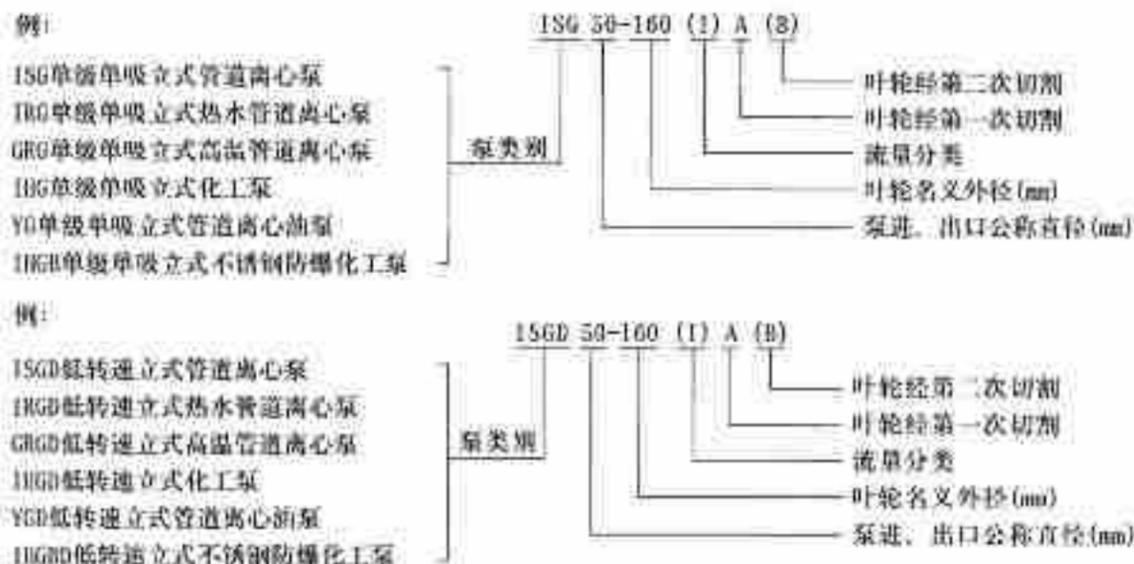 例:
ISG 50-160 (I) A (B)
ISG单级单吸立式管道离心泵
IRG单级单吸立式热水管道离心泵
GRG单级单吸立式高温管道离心泵
IHG单级单吸立式化工泵
YG单级单吸立式管道离心油泵
IHGB单级单吸立式不锈钢防爆化工泵
泵类别
叶轮经第二次切割
叶轮经第一次切割
流量分类
叶轮名义外径(mm)
泵进、出口公称直径(mm)
例:
ISGD 50-160 (I) A (B)
ISGD低转速立式管道离心泵
IRGD低转速立式热水管道离心泵
GRGD低转速立式高温管道离心泵
IHGD低转速立式化工泵
YGD低转速立式管道离心油泵
IHGBD低转速立式不锈钢防爆化工泵
泵类别
叶轮经第二次切割
叶轮经第一次切割
流量分类
叶轮名义外径(mm)
泵进、出口公称直径(mm)